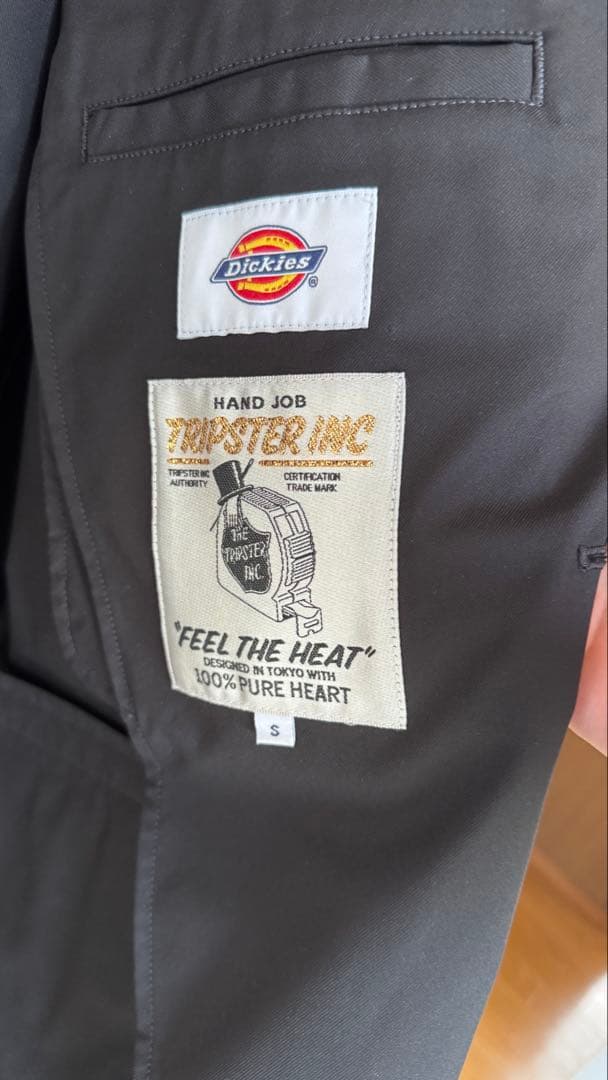 Dickies
®
HAND JOB
TRIPSTER INC
TRIPSTER INC
AUTHORITY
CERTIFICATION
TRADE MARK
THE
TRIPSTER
INC.
"FEEL THE HEAT"
DESIGNED IN TOKYO WITH
100% PURE HEART
S